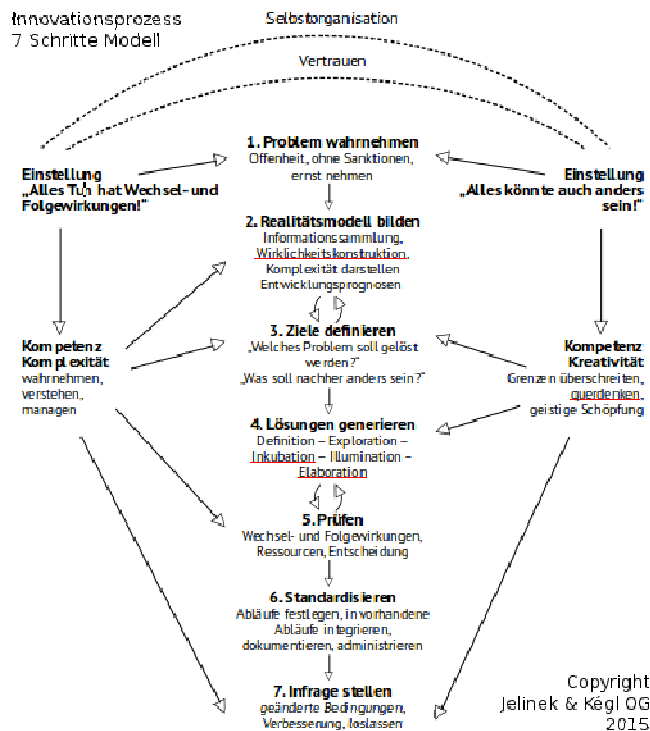 Innovationsprozess
7 Schritte Modell
Selbstorganisation
Vertrauen
Einstellung
„Alles Tun hat Wechsel- und
Folgewirkungen!“
1. Problem wahrnehmen
Offenheit, ohne Sanktionen,
ernst nehmen
Einstellung
„Alles könnte auch anders
sein!“
2. Realitätsmodell bilden
Informationssammlung,
Wirklichkeitskonstruktion,
Komplexität darstellen
Entwicklungsprognosen
Kompetenz
Komplexität
wahrnehmen,
verstehen,
managen
3. Ziele definieren
„Welches Problem soll gelöst
werden?“
„Was soll nachher anders sein?“
Kompetenz
Kreativität
Grenzen überschreiten,
querdenken,
geistige Schöpfung
4. Lösungen generieren
Definition – Exploration –
Inkubation – Illumination –
Elaboration
5. Prüfen
Wechsel- und Folgewirkungen,
Ressourcen, Entscheidung
6. Standardisieren
Abläufe festlegen, in vorhandene
Abläufe integrieren,
dokumentieren, administrieren
7. Infrage stellen
geänderte Bedingungen,
Verbesserung, loslassen
Copyright
Jelinek & Kégl OG
2015